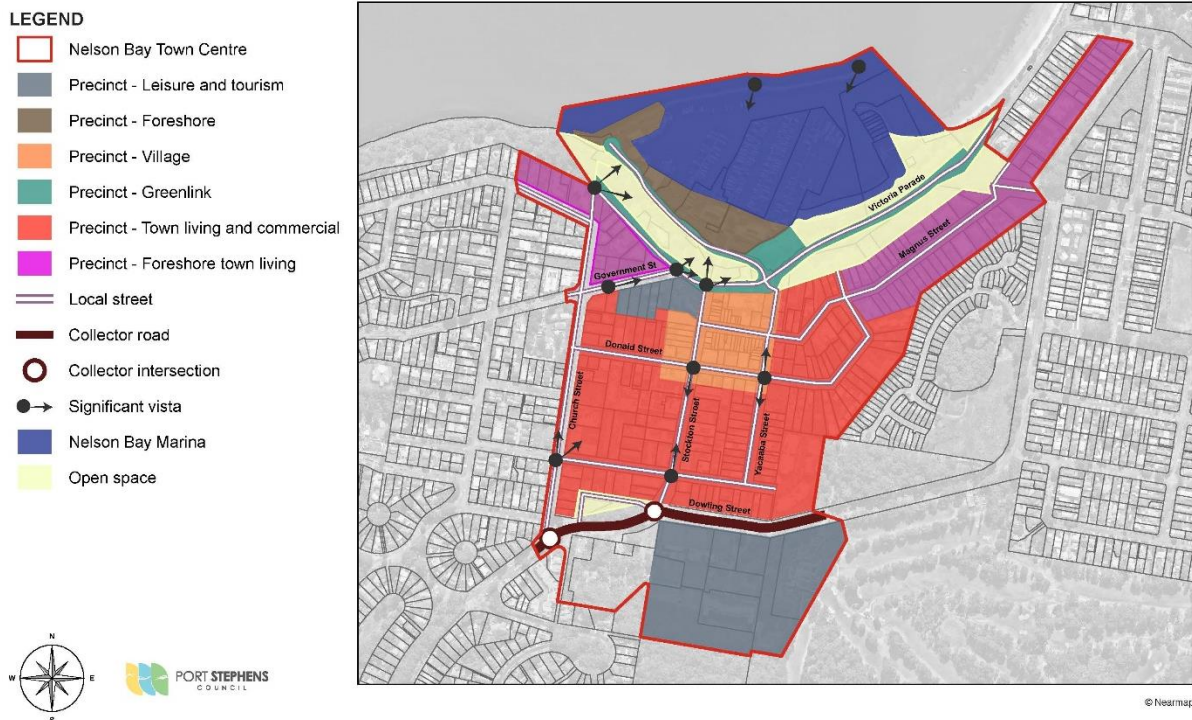 LEGEND
Nelson Bay Town Centre
Precinct - Leisure and tourism
Precinct - Foreshore
Precinct - Village
Precinct - Greenlink
Precinct - Town living and commercial
Precinct - Foreshore town living
Local street
Collector road
Collector intersection
Significant vista
Nelson Bay Marina
Open space
N
W
E
S
PORT STEPHENS
COUNCIL
Victoria Parade
Magnus Street
Government St
Donald Street
Church Street
Stockton Street
Yacaaba Street
Dowling Street
© Nearmap